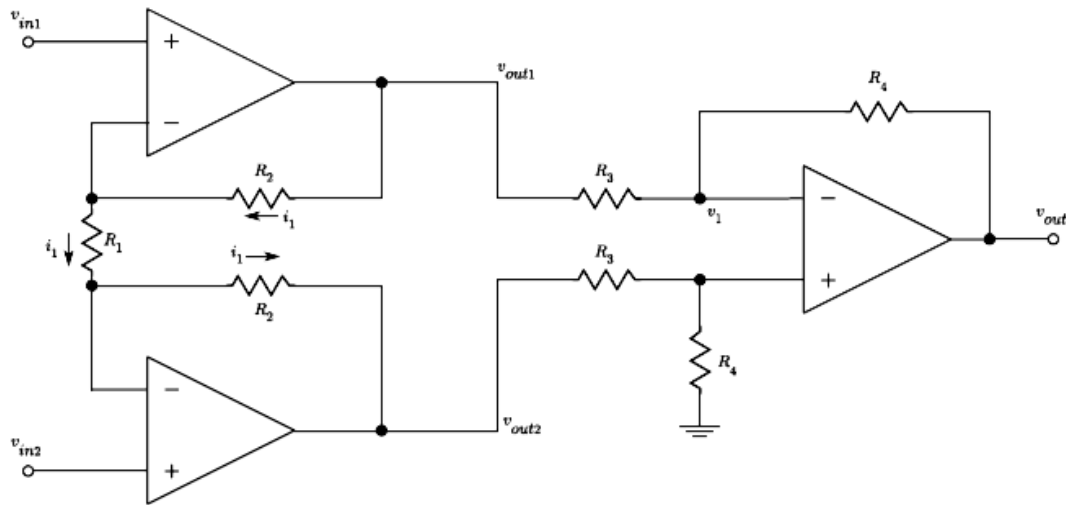 v_in1
+
−
v_out1
R_4
R_2
i_1
R_3
v_1
−
v_out
i_1
R_1
i_1
R_2
R_3
+
R_4
−
v_out2
v_in2
+